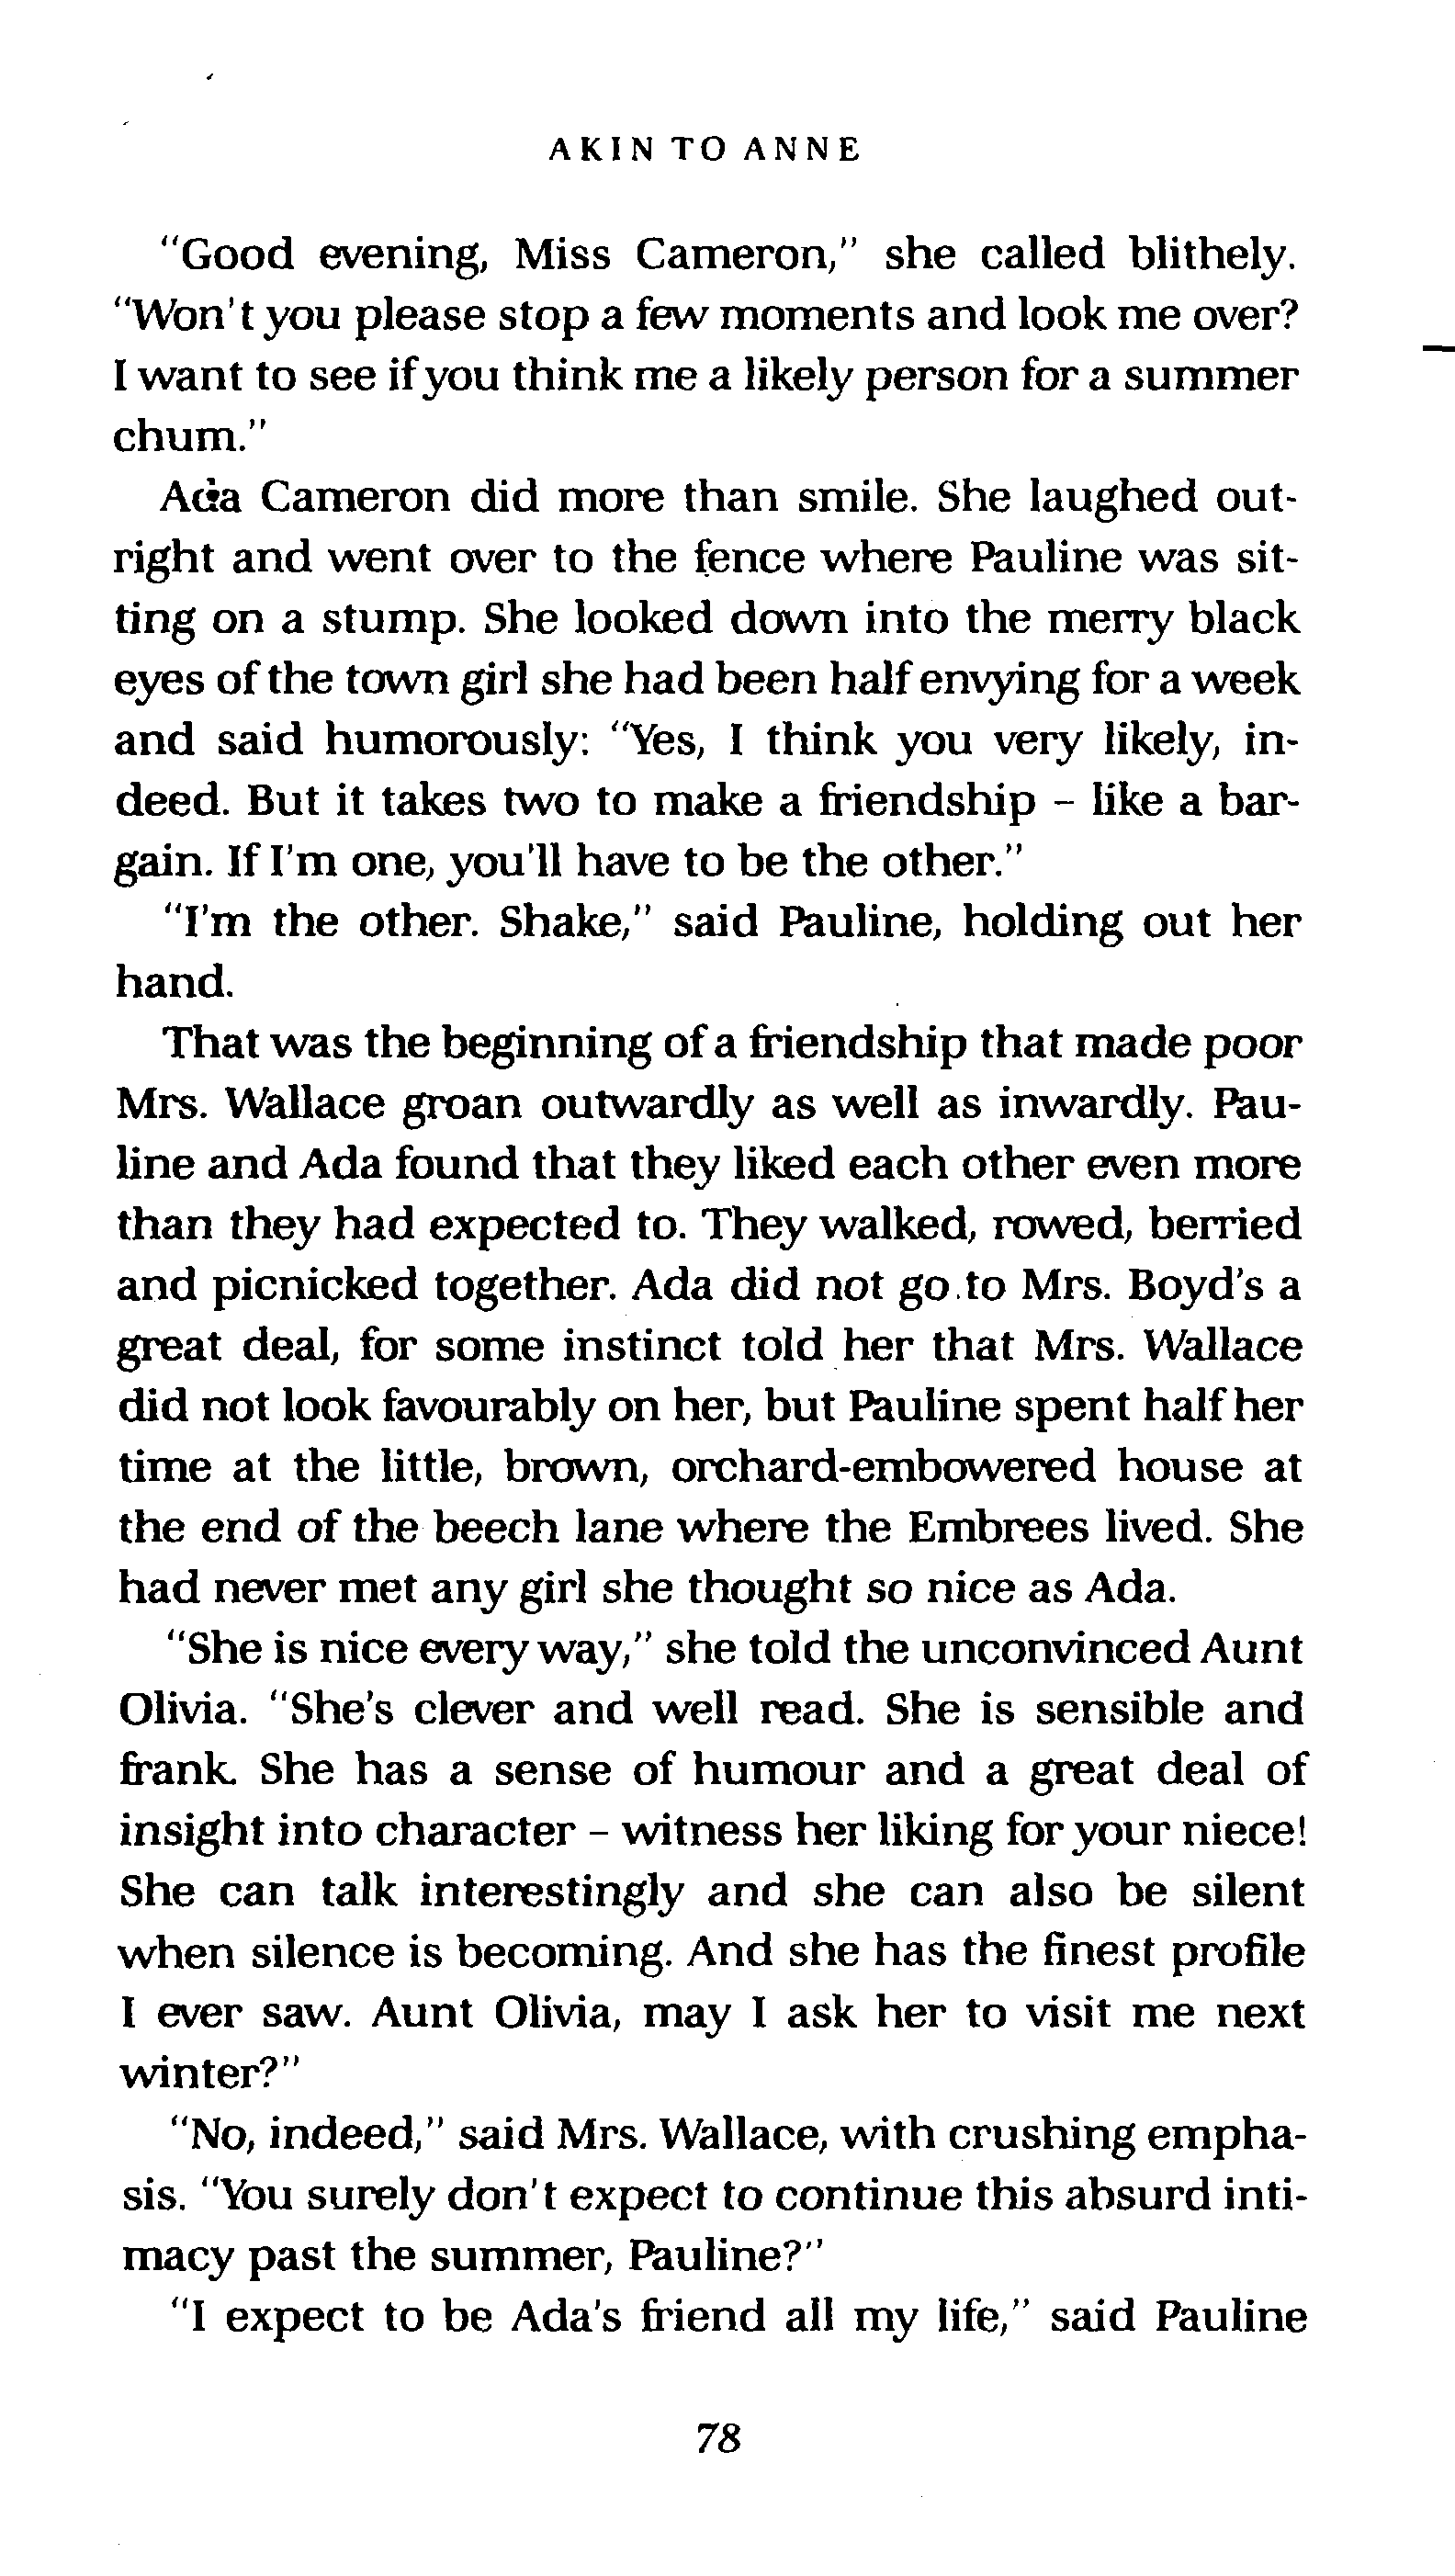 AKIN TO ANNE
"Good evening, Miss Cameron," she called blithely.
"Won't you please stop a few moments and look me over?
I want to see if you think me a likely person for a summer
chum."
Ada Cameron did more than smile. She laughed out-
right and went over to the fence where Pauline was sit-
ting on a stump. She looked down into the merry black
eyes of the town girl she had been half envying for a week
and said humorously: "Yes, I think you very likely, in-
deed. But it takes two to make a friendship – like a bar-
gain. If I'm one, you'll have to be the other."
"I'm the other. Shake," said Pauline, holding out her
hand.
That was the beginning of a friendship that made poor
Mrs. Wallace groan outwardly as well as inwardly. Pau-
line and Ada found that they liked each other even more
than they had expected to. They walked, rowed, berried
and picnicked together. Ada did not go to Mrs. Boyd's a
great deal, for some instinct told her that Mrs. Wallace
did not look favourably on her, but Pauline spent half her
time at the little, brown, orchard-embowered house at
the end of the beech lane where the Embrees lived. She
had never met any girl she thought so nice as Ada.
"She is nice every way," she told the unconvinced Aunt
Olivia. "She's clever and well read. She is sensible and
frank. She has a sense of humour and a great deal of
insight into character – witness her liking for your niece!
She can talk interestingly and she can also be silent
when silence is becoming. And she has the finest profile
I ever saw. Aunt Olivia, may I ask her to visit me next
winter?"
"No, indeed," said Mrs. Wallace, with crushing empha-
sis. "You surely don't expect to continue this absurd inti-
macy past the summer, Pauline?"
"I expect to be Ada's friend all my life," said Pauline
78